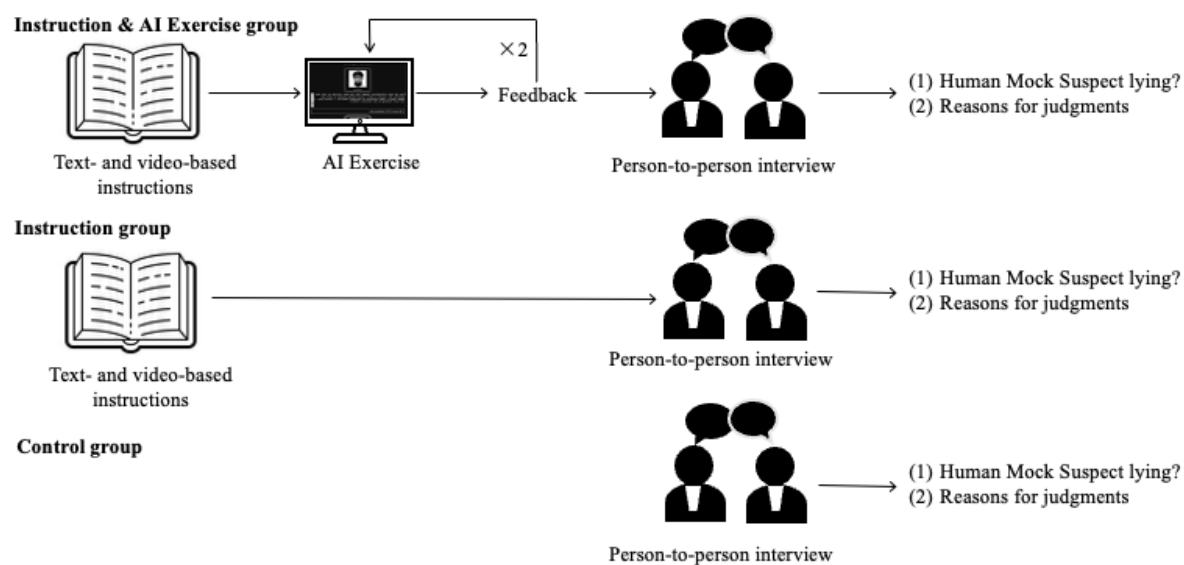 Instruction & AI Exercise group
×2
Feedback
(1) Human Mock Suspect lying?
(2) Reasons for judgments
Text- and video-based
instructions
AI Exercise
Person-to-person interview
Instruction group
(1) Human Mock Suspect lying?
(2) Reasons for judgments
Person-to-person interview
Text- and video-based
instructions
Control group
(1) Human Mock Suspect lying?
(2) Reasons for judgments
Person-to-person interview